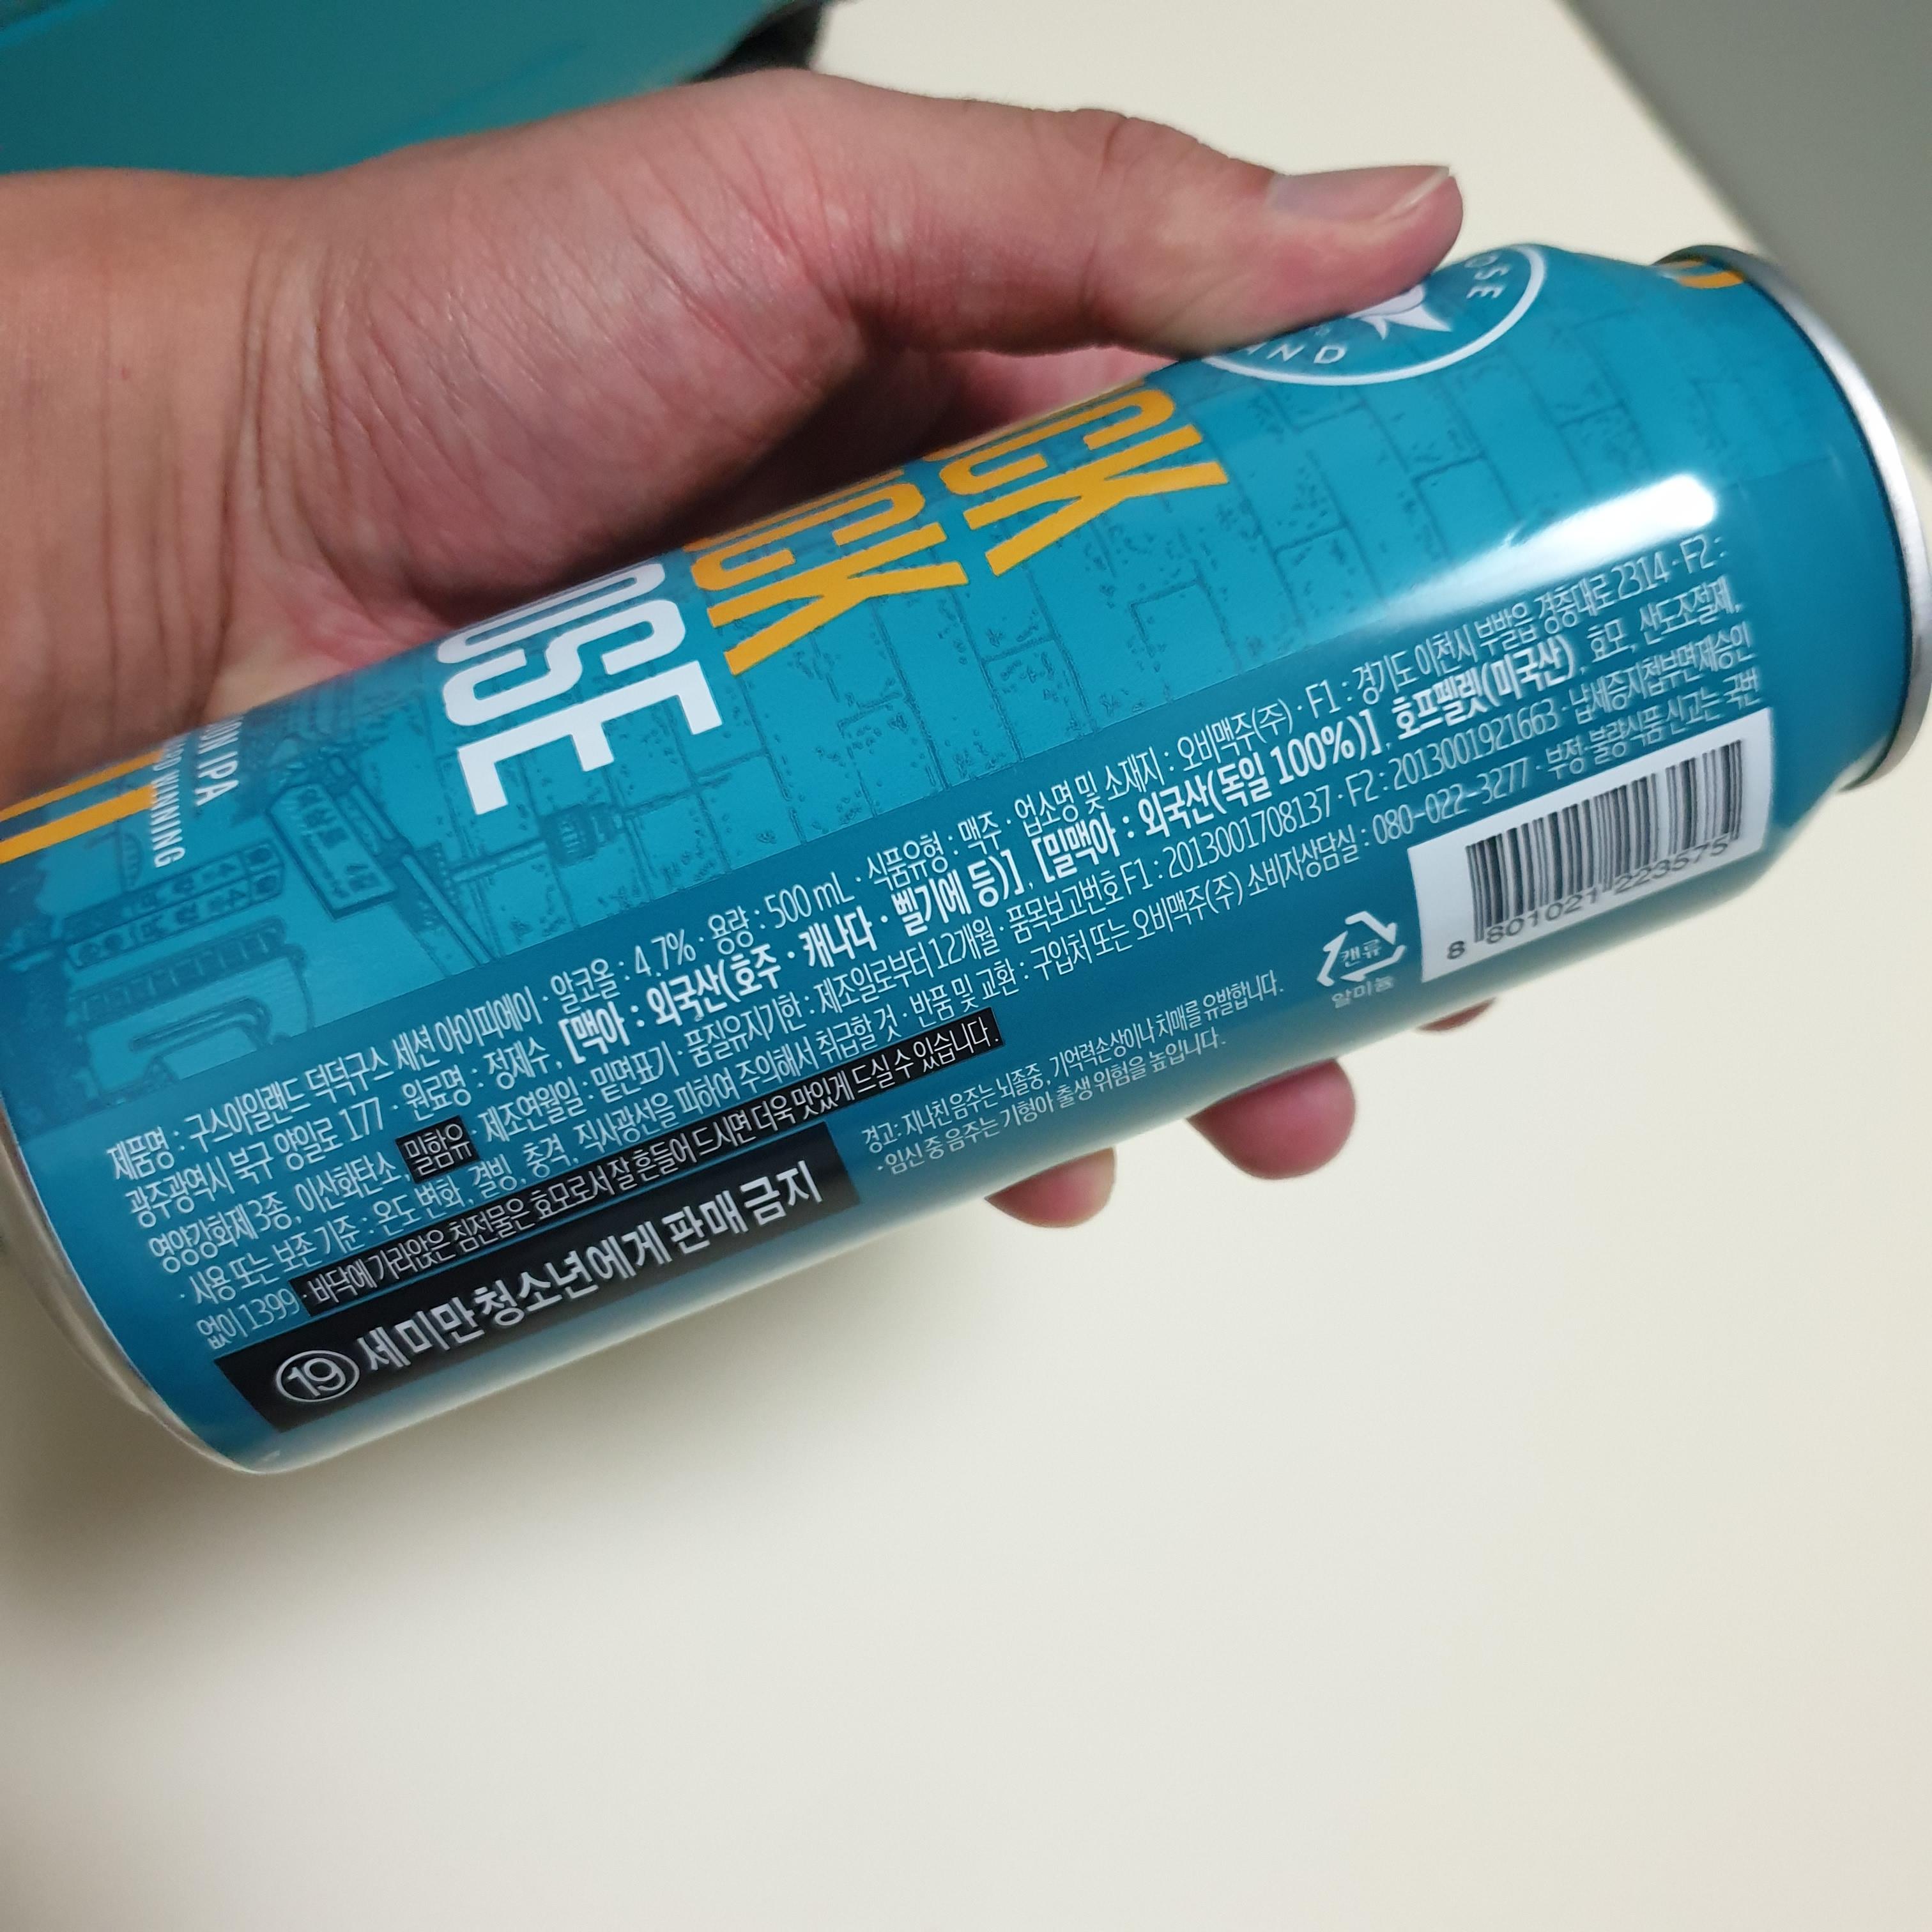 OSE
AND
CK
CK
OSE
ION IPA
WINNING
제품명 : 구스아일랜드 덕덕구스 세션 아이피에이 · 알코올 : 4.7% · 용량 : 500 mL · 식품유형 : 맥주 · 업소명 및 소재지 : 오비맥주(주) · F1 : 경기도 이천시 부발읍 경충대로 2314 · F2 :
광주광역시 북구 양일로 177 · 원료명 : 정제수, [맥아 : 외국산(호주 · 캐나다 · 벨기에 등)], [밀맥아 : 외국산(독일 100%)], 호프펠렛(미국산), 효모, 산도조절제,
영양강화제 3종, 이산화탄소, 밀함유 · 제조연월일 : 밑면표기 · 품질유지기한 : 제조일로부터 12개월 · 품목보고번호 F1 : 2013001708137 · F2 : 2013001921663 · 납세증지첩부면제승인
· 사용 또는 보존 기준 : 온도 변화, 결빙, 충격, 직사광선을 피하여 주의해서 취급할 것 · 반품 및 교환 : 구입처 또는 오비맥주(주) 소비자상담실 : 080-022-3277 · 부정·불량식품 신고는 국번
없이 1399 · 바닥에 가라앉은 침전물은 효모로서 잘 흔들어 드시면 더욱 맛있게 드실 수 있습니다.
19 세 미만 청소년에게 판매 금지
경고 : 지나친 음주는 뇌졸중, 기억력 손상이나 치매를 유발합니다.
· 임신 중 음주는 기형아 출생 위험을 높입니다.
캔류
알미늄
8 801021 223575